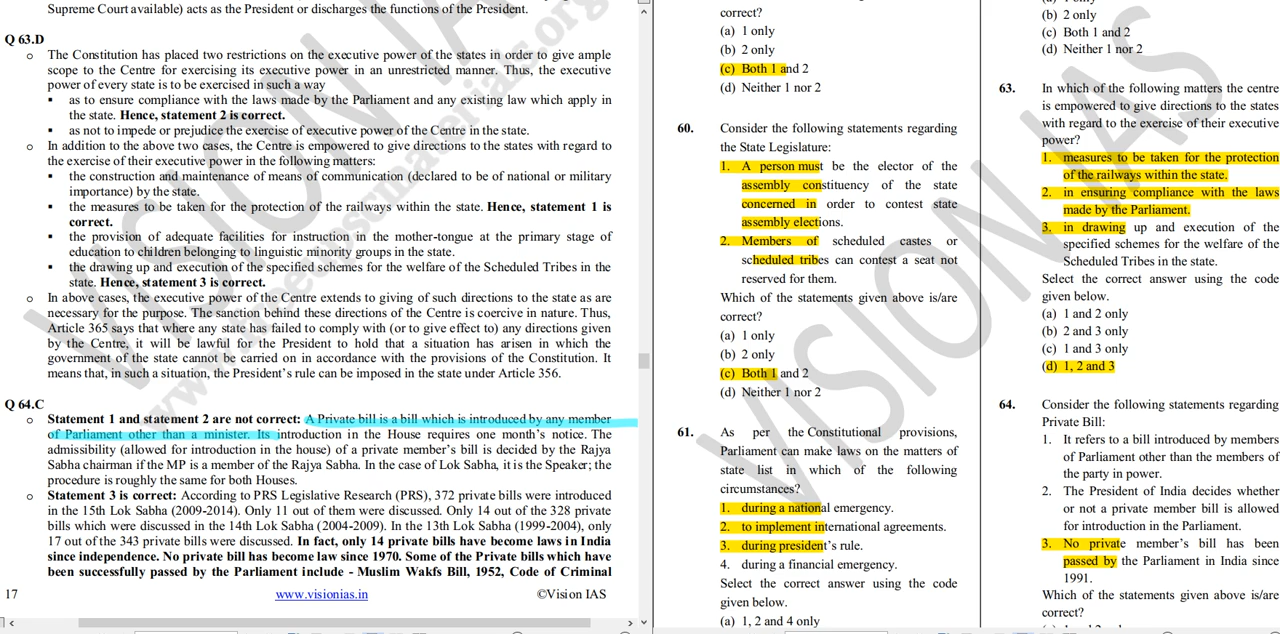 Supreme Court available) acts as the President or discharges the functions of the President.
Q 63.D
o The Constitution has placed two restrictions on the executive power of the states in order to give ample
scope to the Centre for exercising its executive power in an unrestricted manner. Thus, the executive
power of every state is to be exercised in such a way
▪ as to ensure compliance with the laws made by the Parliament and any existing law which apply in
the state. Hence, statement 2 is correct.
▪ as not to impede or prejudice the exercise of executive power of the Centre in the state.
o In addition to the above two cases, the Centre is empowered to give directions to the states with regard to
the exercise of their executive power in the following matters:
▪ the construction and maintenance of means of communication (declared to be of national or military
importance) by the state.
▪ the measures to be taken for the protection of the railways within the state. Hence, statement 1 is
correct.
▪ the provision of adequate facilities for instruction in the mother-tongue at the primary stage of
education to children belonging to linguistic minority groups in the state.
▪ the drawing up and execution of the specified schemes for the welfare of the Scheduled Tribes in the
state. Hence, statement 3 is correct.
o In above cases, the executive power of the Centre extends to giving of such directions to the state as are
necessary for the purpose. The sanction behind these directions of the Centre is coercive in nature. Thus,
Article 365 says that where any state has failed to comply with (or to give effect to) any directions given
by the Centre, it will be lawful for the President to hold that a situation has arisen in which the
government of the state cannot be carried on in accordance with the provisions of the Constitution. It
means that, in such a situation, the President's rule can be imposed in the state under Article 356.
Q 64.C
o Statement 1 and statement 2 are not correct: A Private bill is a bill which is introduced by any member
of Parliament other than a minister. Its introduction in the House requires one month's notice. The
admissibility (allowed for introduction in the house) of a private member's bill is decided by the Rajya
Sabha chairman if the MP is a member of the Rajya Sabha. In the case of Lok Sabha, it is the Speaker; the
procedure is roughly the same for both Houses.
o Statement 3 is correct: According to PRS Legislative Research (PRS), 372 private bills were introduced
in the 15th Lok Sabha (2009-2014). Only 11 out of them were discussed. Only 14 out of the 328 private
bills which were discussed in the 14th Lok Sabha (2004-2009). In the 13th Lok Sabha (1999-2004), only
17 out of the 343 private bills were discussed. In fact, only 14 private bills have become laws in India
since independence. No private bill has become law since 1970. Some of the Private bills which have
been successfully passed by the Parliament include - Muslim Wakfs Bill, 1952, Code of Criminal
17 www.visionias.in ©Vision IAS
correct?
(a) 1 only
(b) 2 only
(c) Both 1 and 2
(d) Neither 1 nor 2
60. Consider the following statements regarding
the State Legislature:
1. A person must be the elector of the
assembly constituency of the state
concerned in order to contest state
assembly elections.
2. Members of scheduled castes or
scheduled tribes can contest a seat not
reserved for them.
Which of the statements given above is/are
correct?
(a) 1 only
(b) 2 only
(c) Both 1 and 2
(d) Neither 1 nor 2
61. As per the Constitutional provisions,
Parliament can make laws on the matters of
state list in which of the following
circumstances?
1. during a national emergency.
2. to implement international agreements.
3. during president's rule.
4. during a financial emergency.
Select the correct answer using the code
given below.
(a) 1, 2 and 4 only
(b) 2 only
(c) Both 1 and 2
(d) Neither 1 nor 2
63. In which of the following matters the centre
is empowered to give directions to the states
with regard to the exercise of their executive
power?
1. measures to be taken for the protection
of the railways within the state.
2. in ensuring compliance with the laws
made by the Parliament.
3. in drawing up and execution of the
specified schemes for the welfare of the
Scheduled Tribes in the state.
Select the correct answer using the code
given below.
(a) 1 and 2 only
(b) 2 and 3 only
(c) 1 and 3 only
(d) 1, 2 and 3
64. Consider the following statements regarding
Private Bill:
1. It refers to a bill introduced by members
of Parliament other than the members of
the party in power.
2. The President of India decides whether
or not a private member bill is allowed
for introduction in the Parliament.
3. No private member's bill has been
passed by the Parliament in India since
1991.
Which of the statements given above is/are
correct?
VISION IAS